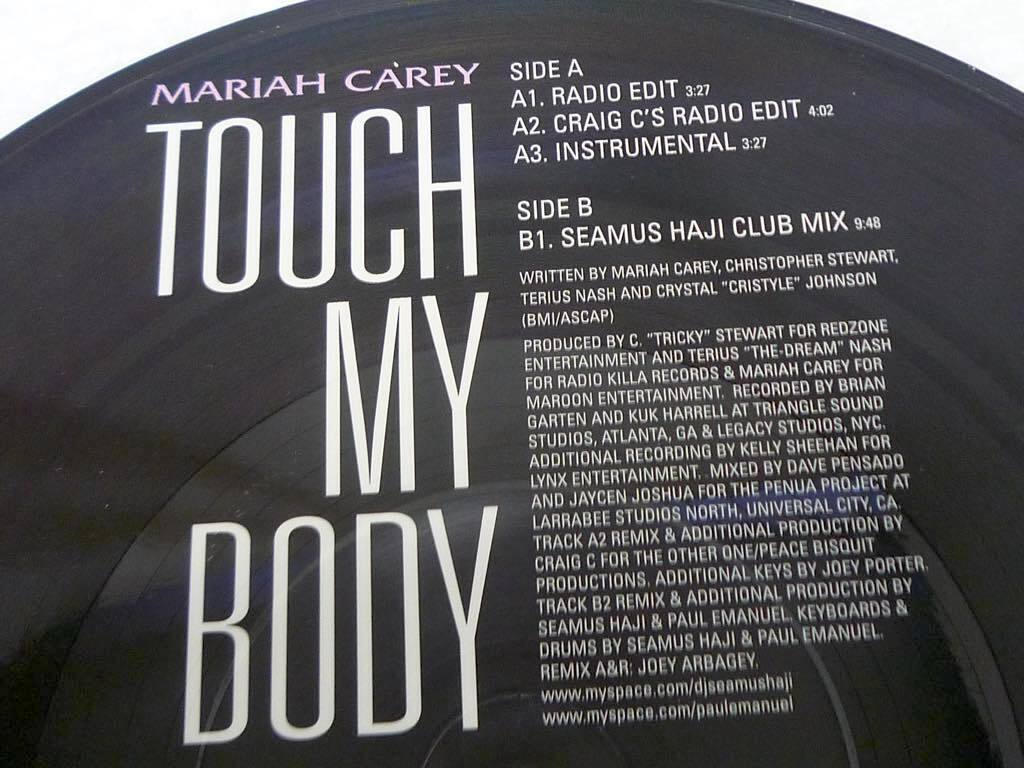 MARIAH CAREY
TOUCH
MY
BODY
SIDE A
A1. RADIO EDIT 3:27
A2. CRAIG C'S RADIO EDIT 4:02
A3. INSTRUMENTAL 3:27
SIDE B
B1. SEAMUS HAJI CLUB MIX 9:48
WRITTEN BY MARIAH CAREY, CHRISTOPHER STEWART,
TERIUS NASH AND CRYSTAL "CRISTYLE" JOHNSON
(BMI/ASCAP)
PRODUCED BY C. "TRICKY" STEWART FOR REDZONE
ENTERTAINMENT AND TERIUS "THE-DREAM" NASH
FOR RADIO KILLA RECORDS & MARIAH CAREY FOR
MAROON ENTERTAINMENT. RECORDED BY BRIAN
GARTEN AND KUK HARRELL AT TRIANGLE SOUND
STUDIOS, ATLANTA, GA & LEGACY STUDIOS, NYC.
ADDITIONAL RECORDING BY KELLY SHEEHAN FOR
LYNX ENTERTAINMENT. MIXED BY DAVE PENSADO
AND JAYCEN JOSHUA FOR THE PENUA PROJECT AT
LARRABEE STUDIOS NORTH, UNIVERSAL CITY, CA.
TRACK A2 REMIX & ADDITIONAL PRODUCTION BY
CRAIG C FOR THE OTHER ONE/PEACE BISQUIT
PRODUCTIONS. ADDITIONAL KEYS BY JOEY PORTER.
TRACK B2 REMIX & ADDITIONAL PRODUCTION BY
SEAMUS HAJI & PAUL EMANUEL. KEYBOARDS &
DRUMS BY SEAMUS HAJI & PAUL EMANUEL.
REMIX A&R: JOEY ARBAGEY.
www.myspace.com/djseamushaji
www.myspace.com/paulemanuel